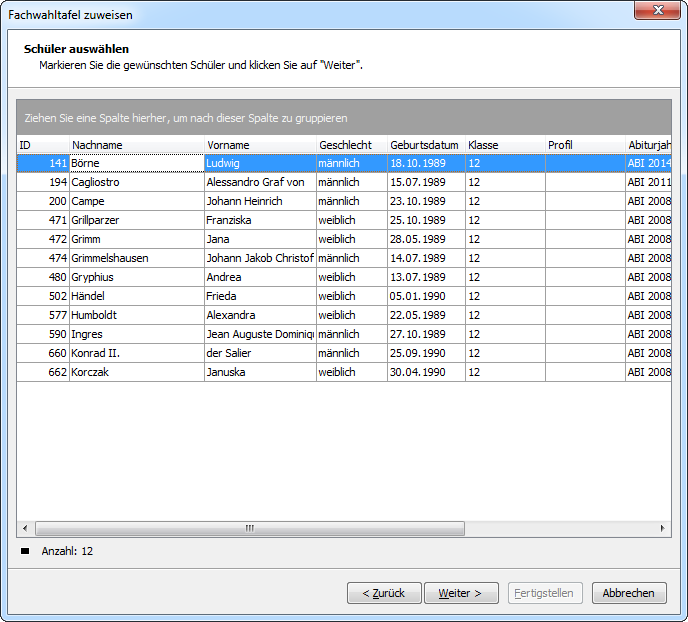 Fachwahltafel zuweisen
Schüler auswählen
Markieren Sie die gewünschten Schüler und klicken Sie auf "Weiter".
Ziehen Sie eine Spalte hierher, um nach dieser Spalte zu gruppieren
ID Nachname Vorname Geschlecht Geburtsdatum Klasse Profil Abiturjah
141 Börne Ludwig männlich 18.10.1989 12 ABI 2014
194 Cagliostro Alessandro Graf von männlich 15.07.1989 12 ABI 2011
200 Campe Johann Heinrich männlich 23.10.1989 12 ABI 2008
471 Grillparzer Franziska weiblich 25.10.1989 12 ABI 2008
472 Grimm Jana weiblich 28.05.1989 12 ABI 2008
474 Grimmelshausen Johann Jakob Christof männlich 14.07.1989 12 ABI 2008
480 Gryphius Andrea weiblich 13.07.1989 12 ABI 2008
502 Händel Frieda weiblich 05.01.1990 12 ABI 2008
577 Humboldt Alexandra weiblich 22.05.1989 12 ABI 2008
590 Ingres Jean Auguste Dominiqu männlich 27.10.1989 12 ABI 2008
660 Konrad II. der Salier männlich 25.09.1990 12 ABI 2008
662 Korczak Januska weiblich 30.04.1990 12 ABI 2008
Anzahl: 12
< Zurück Weiter > Fertigstellen Abbrechen